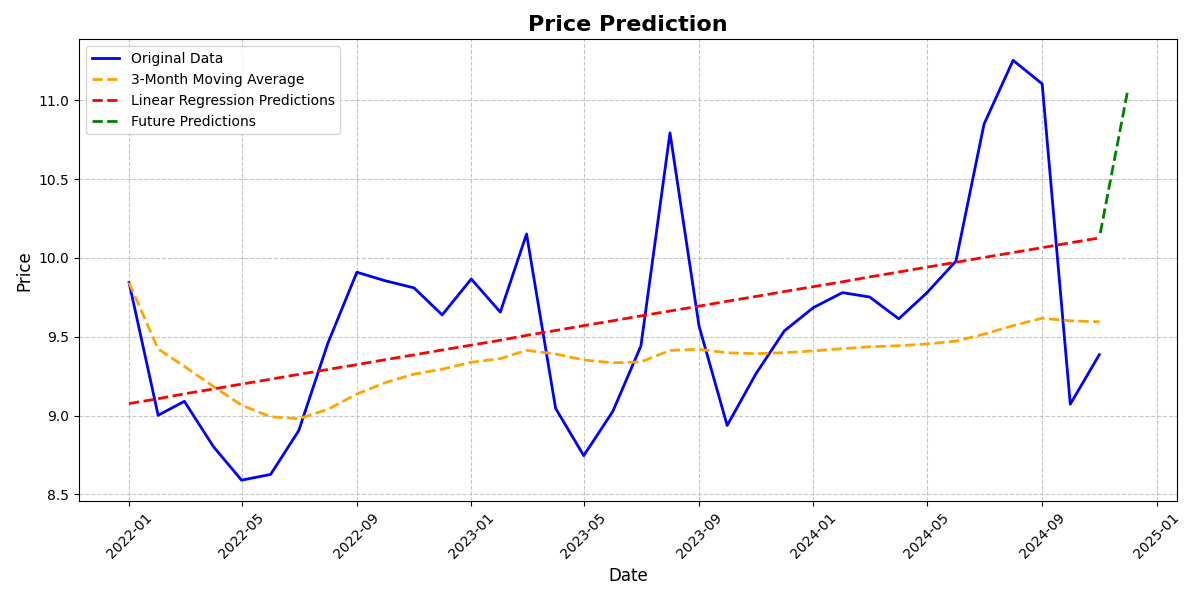 Price Prediction
Original Data
3-Month Moving Average
Linear Regression Predictions
Future Predictions
Price
11.0
10.5
10.0
9.5
9.0
8.5
2022-01
2022-05
2022-09
2023-01
2023-05
2023-09
2024-01
2024-05
2024-09
2025-01
Date